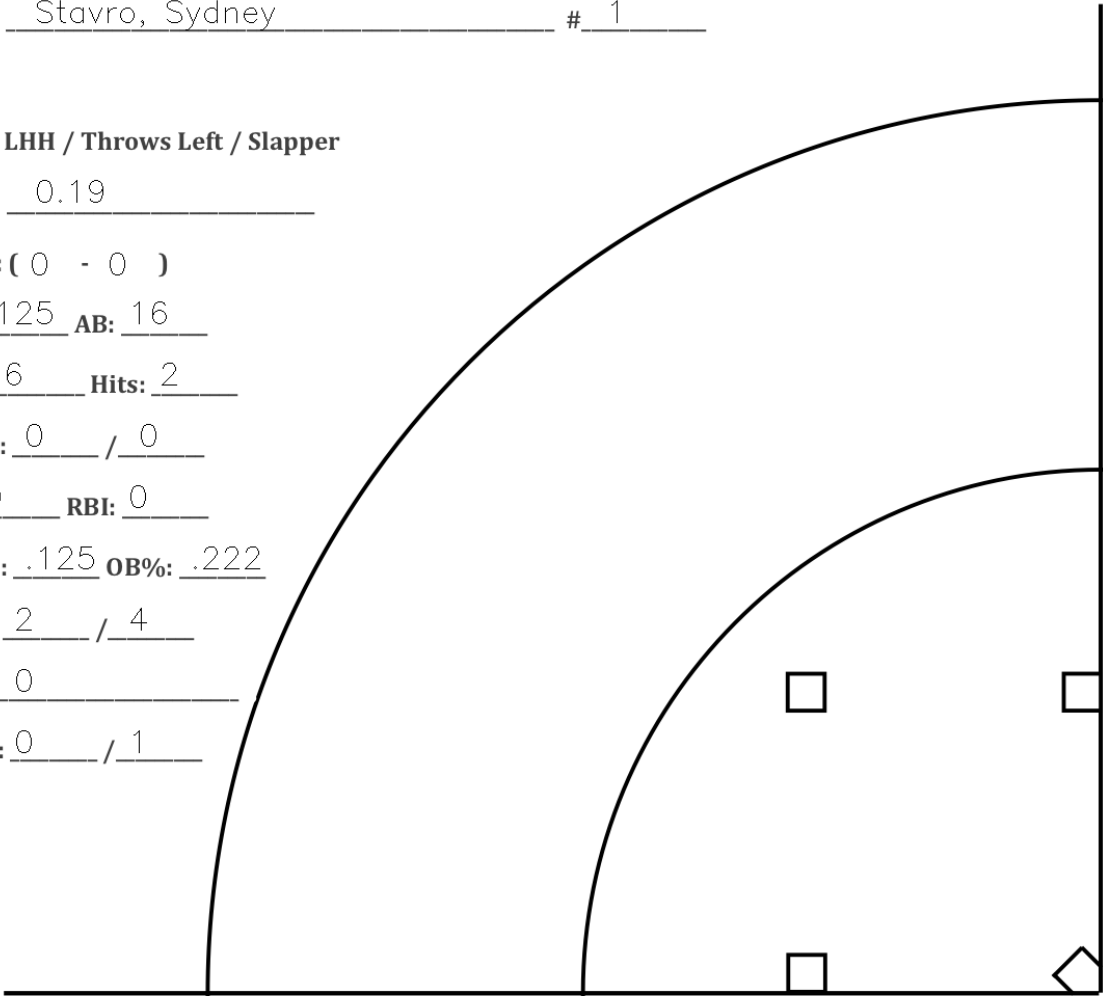 Stavro, Sydney # 1
LHH / Throws Left / Slapper
0.19
: ( 0 - 0 )
125 AB: 16
6 Hits: 2
: 0 / 0
RBI: 0
: .125 OB%: .222
2 / 4
0
: 0 / 1